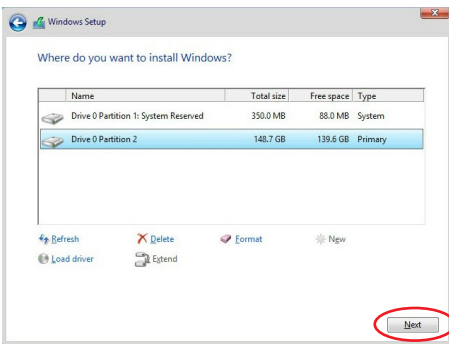 Windows Setup
Where do you want to install Windows?
Name Total size Free space Type
Drive 0 Partition 1: System Reserved 350.0 MB 88.0 MB System
Drive 0 Partition 2 148.7 GB 139.6 GB Primary
Refresh Delete Format New
Load driver Extend
Next